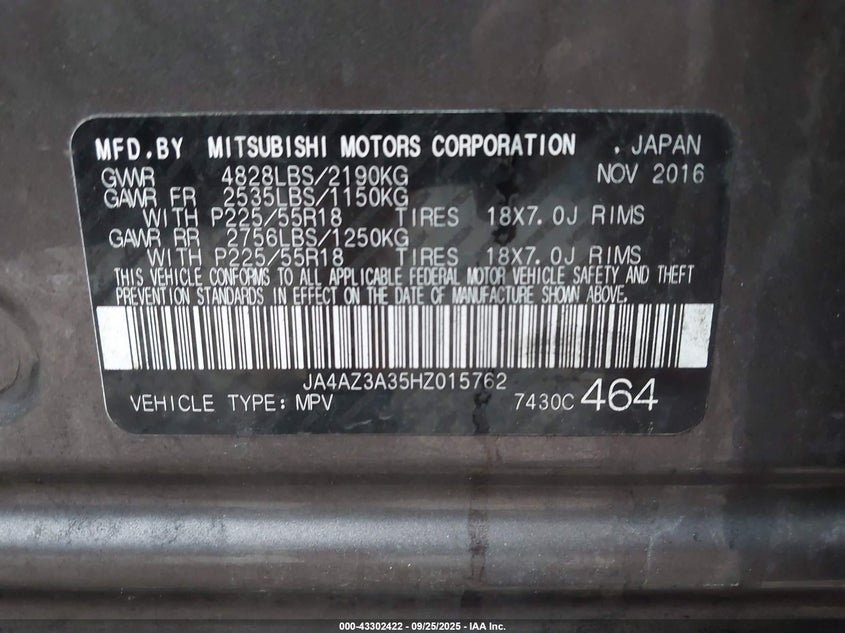 MFD.BY MITSUBISHI MOTORS CORPORATION . JAPAN
GVWR 4828LBS/2190KG NOV 2016
GAWR FR 2535LBS/1150KG
WITH P225/55R18 TIRES 18X7.0J RIMS
GAWR RR 2756LBS/1250KG
WITH P225/55R18 TIRES 18X7.0J RIMS
THIS VEHICLE CONFORMS TO ALL APPLICABLE FEDERAL MOTOR VEHICLE SAFETY AND THEFT
PREVENTION STANDARDS IN EFFECT ON THE DATE OF MANUFACTURE SHOWN ABOVE.
JA4AZ3A35HZ015762
VEHICLE TYPE: MPV 7430C 464
000-43302422 - 09/25/2025 - IAA Inc.